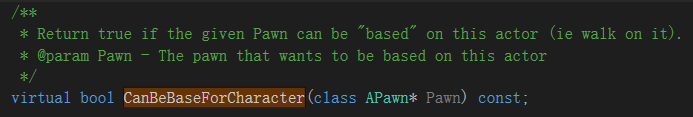 /**
* Return true if the given Pawn can be "based" on this actor (ie walk on it).
* @param Pawn - The pawn that wants to be based on this actor
*/
virtual bool CanBeBaseForCharacter(class APawn* Pawn) const;